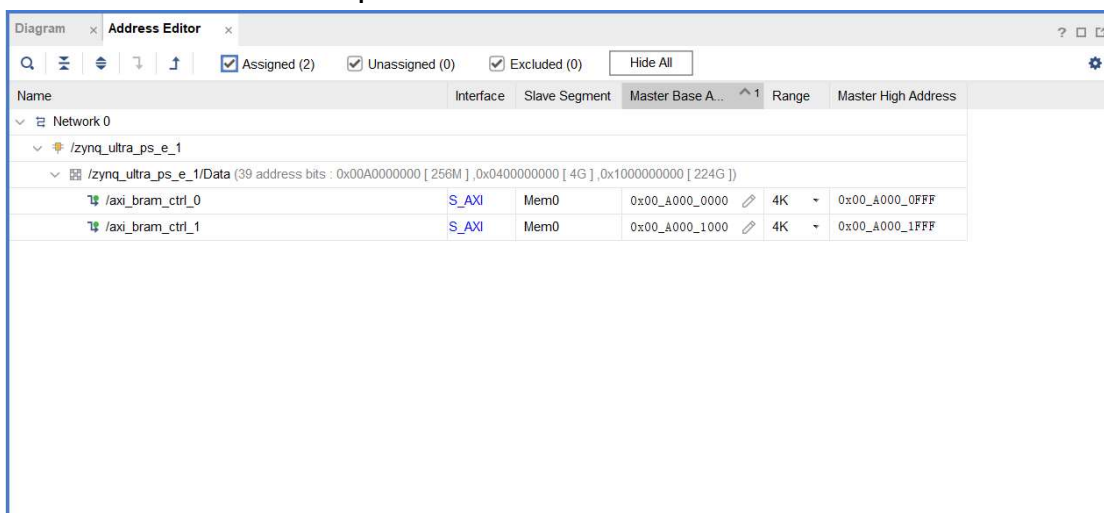 Diagram × Address Editor × ?
Assigned (2) Unassigned (0) Excluded (0) Hide All
Name Interface Slave Segment Master Base A... ^ 1 Range Master High Address
Network 0
/zynq_ultra_ps_e_1
/zynq_ultra_ps_e_1/Data (39 address bits : 0x00A0000000 [ 256M ] ,0x0400000000 [ 4G ] ,0x1000000000 [ 224G ])
/axi_bram_ctrl_0 S_AXI Mem0 0x00_A000_0000 4K 0x00_A000_0FFF
/axi_bram_ctrl_1 S_AXI Mem0 0x00_A000_1000 4K 0x00_A000_1FFF